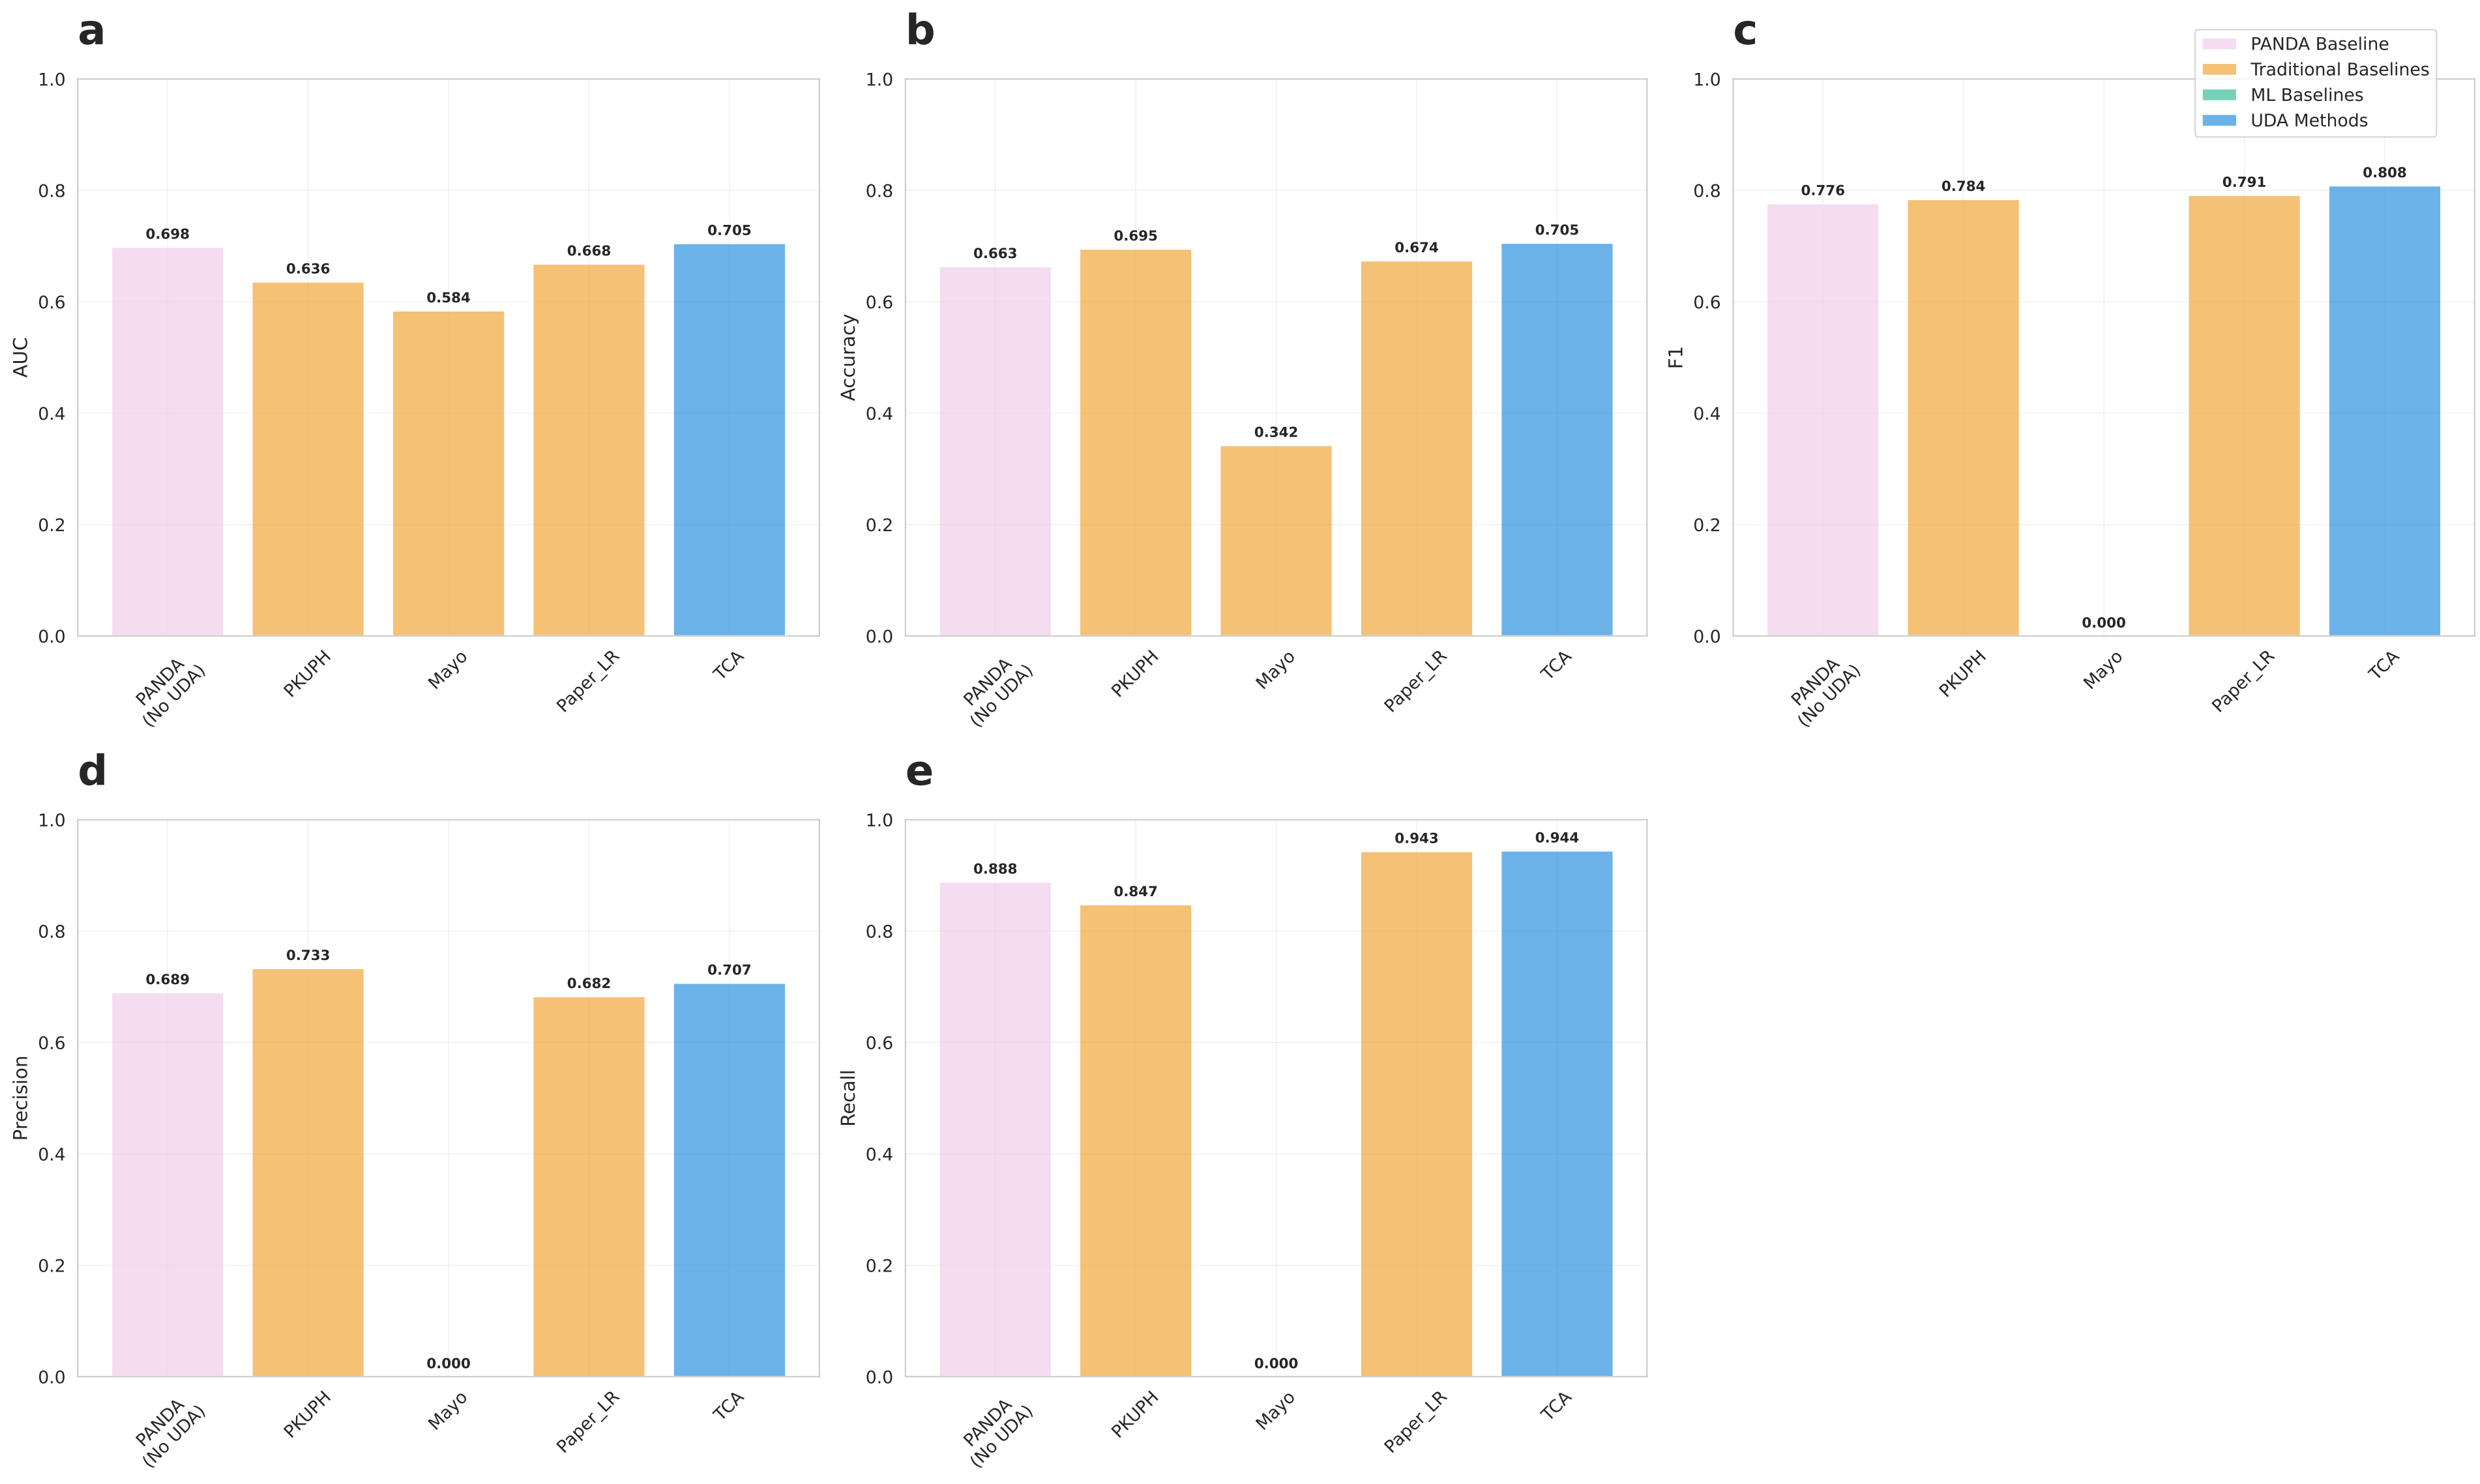 a
1.0
0.8
0.6
0.4
0.2
0.0
AUC
0.698
0.636
0.584
0.668
0.705
PANDA
(No UDA)
PKUPH
Mayo
Paper_LR
TCA
b
1.0
0.8
0.6
0.4
0.2
0.0
Accuracy
0.663
0.695
0.342
0.674
0.705
PANDA
(No UDA)
PKUPH
Mayo
Paper_LR
TCA
c
PANDA Baseline
Traditional Baselines
ML Baselines
UDA Methods
1.0
0.8
0.6
0.4
0.2
0.0
F1
0.776
0.784
0.000
0.791
0.808
PANDA
(No UDA)
PKUPH
Mayo
Paper_LR
TCA
d
1.0
0.8
0.6
0.4
0.2
0.0
Precision
0.689
0.733
0.000
0.682
0.707
PANDA
(No UDA)
PKUPH
Mayo
Paper_LR
TCA
e
1.0
0.8
0.6
0.4
0.2
0.0
Recall
0.888
0.847
0.000
0.943
0.944
PANDA
(No UDA)
PKUPH
Mayo
Paper_LR
TCA